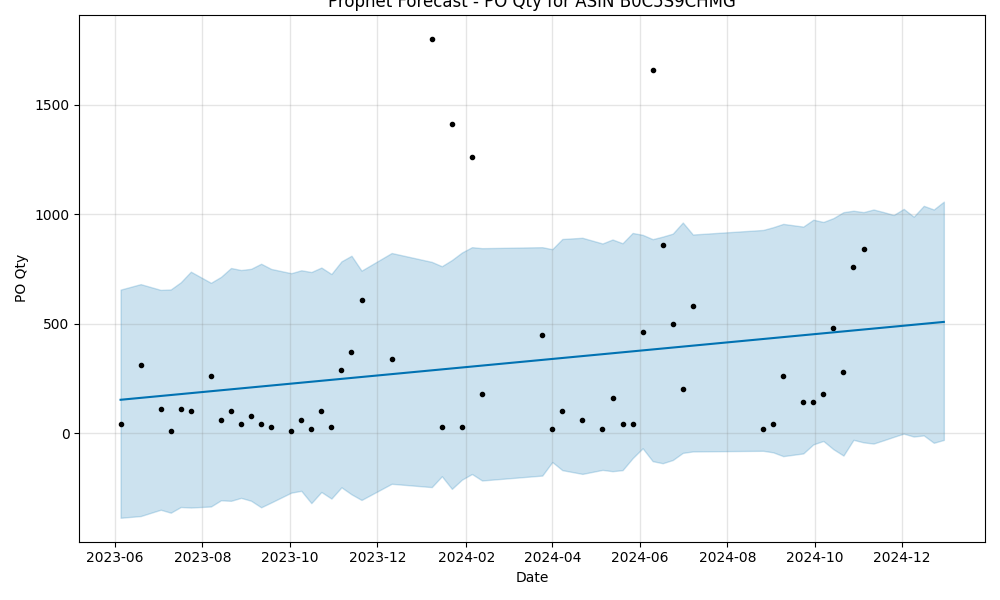 Prophet Forecast - PO Qty for ASIN B0C5S9CHMG
1500
1000
500
0
PO Qty
2023-06 2023-08 2023-10 2023-12 2024-02 2024-04 2024-06 2024-08 2024-10 2024-12
Date